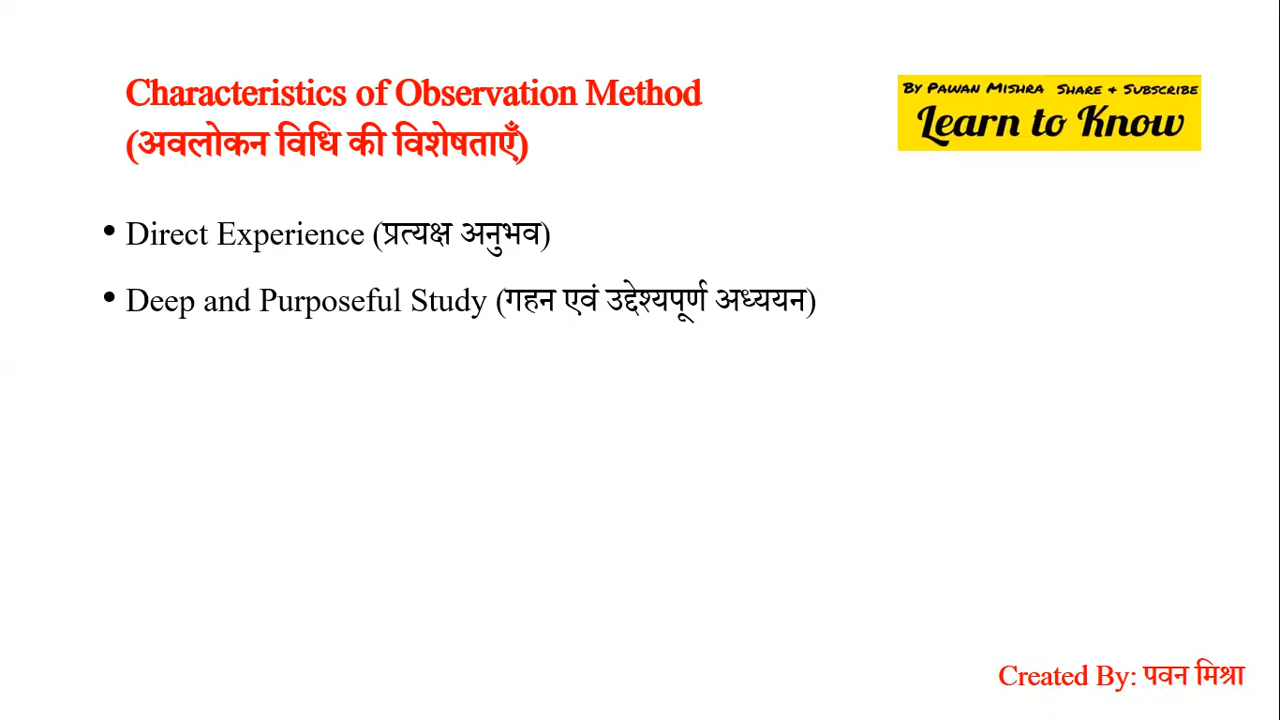 Characteristics of Observation Method
(अवलोकन विधि की विशेषताएँ)
By Pawan Mishra Share & Subscribe
Learn to Know
• Direct Experience (प्रत्यक्ष अनुभव)
• Deep and Purposeful Study (गहन एवं उद्देश्यपूर्ण अध्ययन)
Created By: पवन मिश्रा